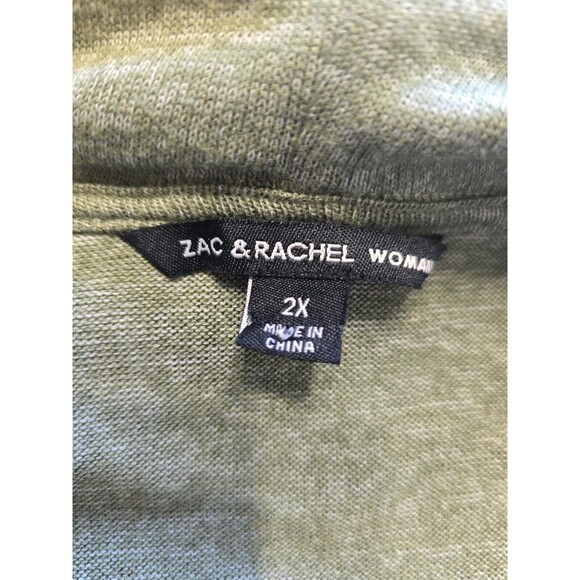 ZAC & RACHEL WOMAN
2X
MADE IN
CHINA